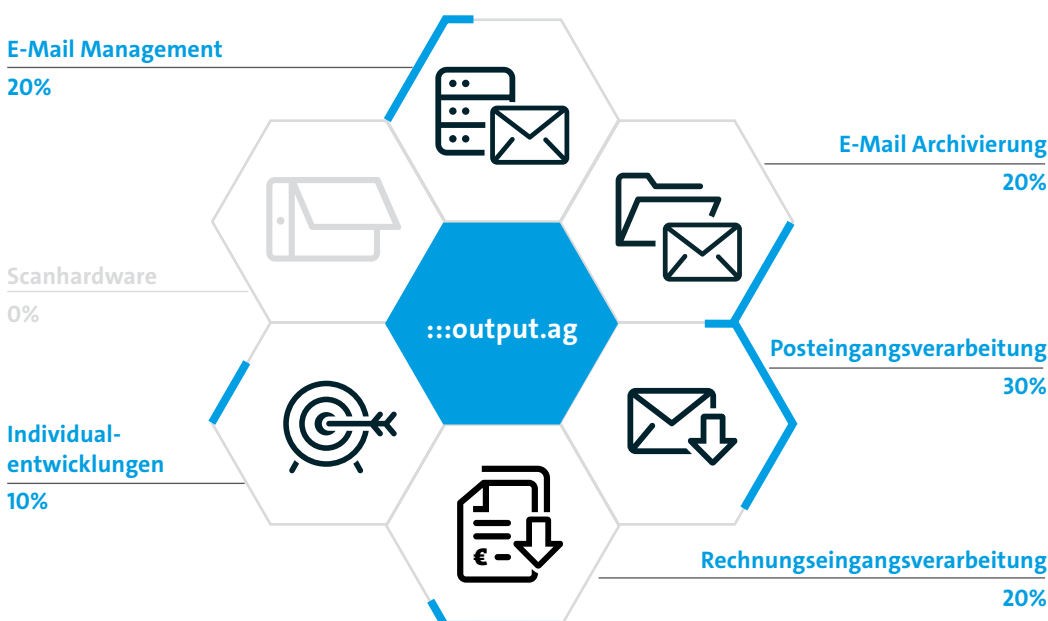 E-Mail Management
20%
E-Mail Archivierung
20%
Scanhardware
0%
:::output.ag
Posteingangsverarbeitung
30%
Individual-
entwicklungen
10%
€
Rechnungseingangsverarbeitung
20%